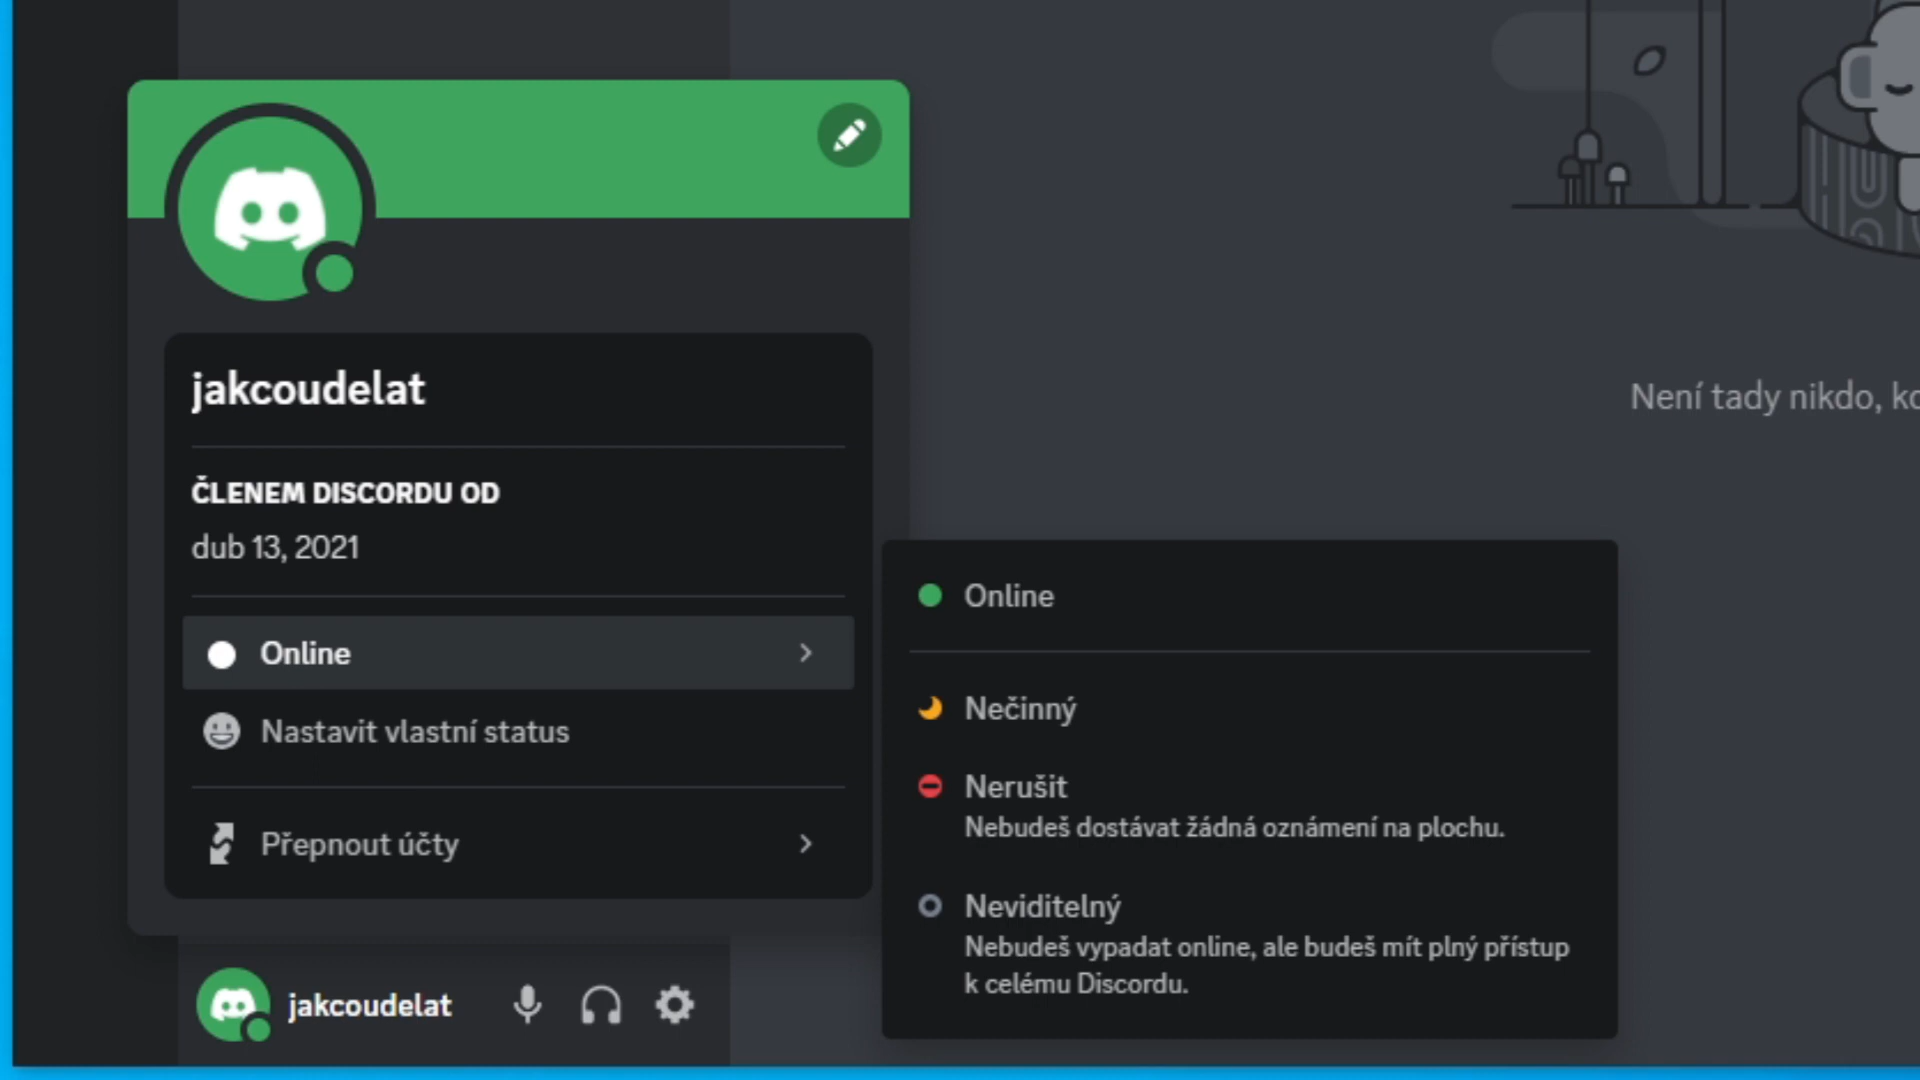 jakcoudelat
ČLENEM DISCORDU OD
dub 13, 2021
Online
Nastavit vlastní status
Přepnout účty
jakcoudelat
Online
Nečinný
Nerušit
Nebudeš dostávat žádná oznámení na plochu.
Neviditelný
Nebudeš vypadat online, ale budeš mít plný přístup
k celému Discordu.
Není tady nikdo,